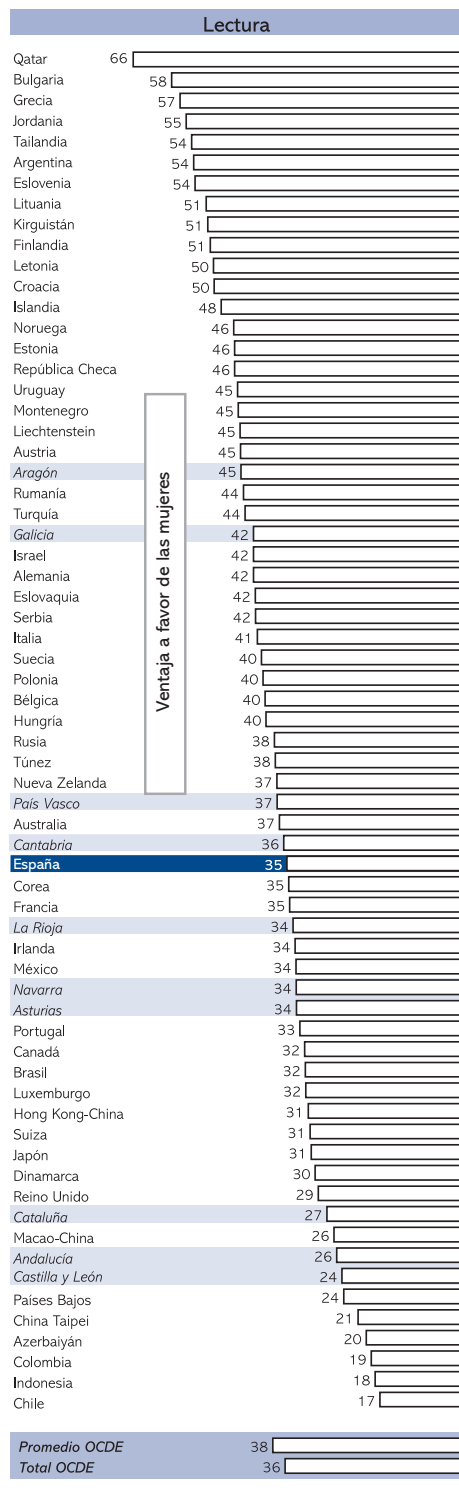 Lectura
Qatar 66
Bulgaria 58
Grecia 57
Jordania 55
Tailandia 54
Argentina 54
Eslovenia 54
Lituania 51
Kirguistán 51
Finlandia 51
Letonia 50
Croacia 50
Islandia 48
Noruega 46
Estonia 46
República Checa 46
Uruguay 45
Montenegro 45
Liechtenstein 45
Austria 45
Aragón 45
Rumanía 44
Turquía 44
Galicia 42
Israel 42
Alemania 42
Eslovaquia 42
Serbia 42
Italia 41
Suecia 40
Polonia 40
Bélgica 40
Hungría 40
Rusia 38
Túnez 38
Nueva Zelanda 37
País Vasco 37
Australia 37
Cantabria 36
España 35
Corea 35
Francia 35
La Rioja 34
Irlanda 34
México 34
Navarra 34
Asturias 34
Portugal 33
Canadá 32
Brasil 32
Luxemburgo 32
Hong Kong-China 31
Suiza 31
Japón 31
Dinamarca 30
Reino Unido 29
Cataluña 27
Macao-China 26
Andalucía 26
Castilla y León 24
Países Bajos 24
China Taipei 21
Azerbaiyán 20
Colombia 19
Indonesia 18
Chile 17
Ventaja a favor de las mujeres
Promedio OCDE 38
Total OCDE 36